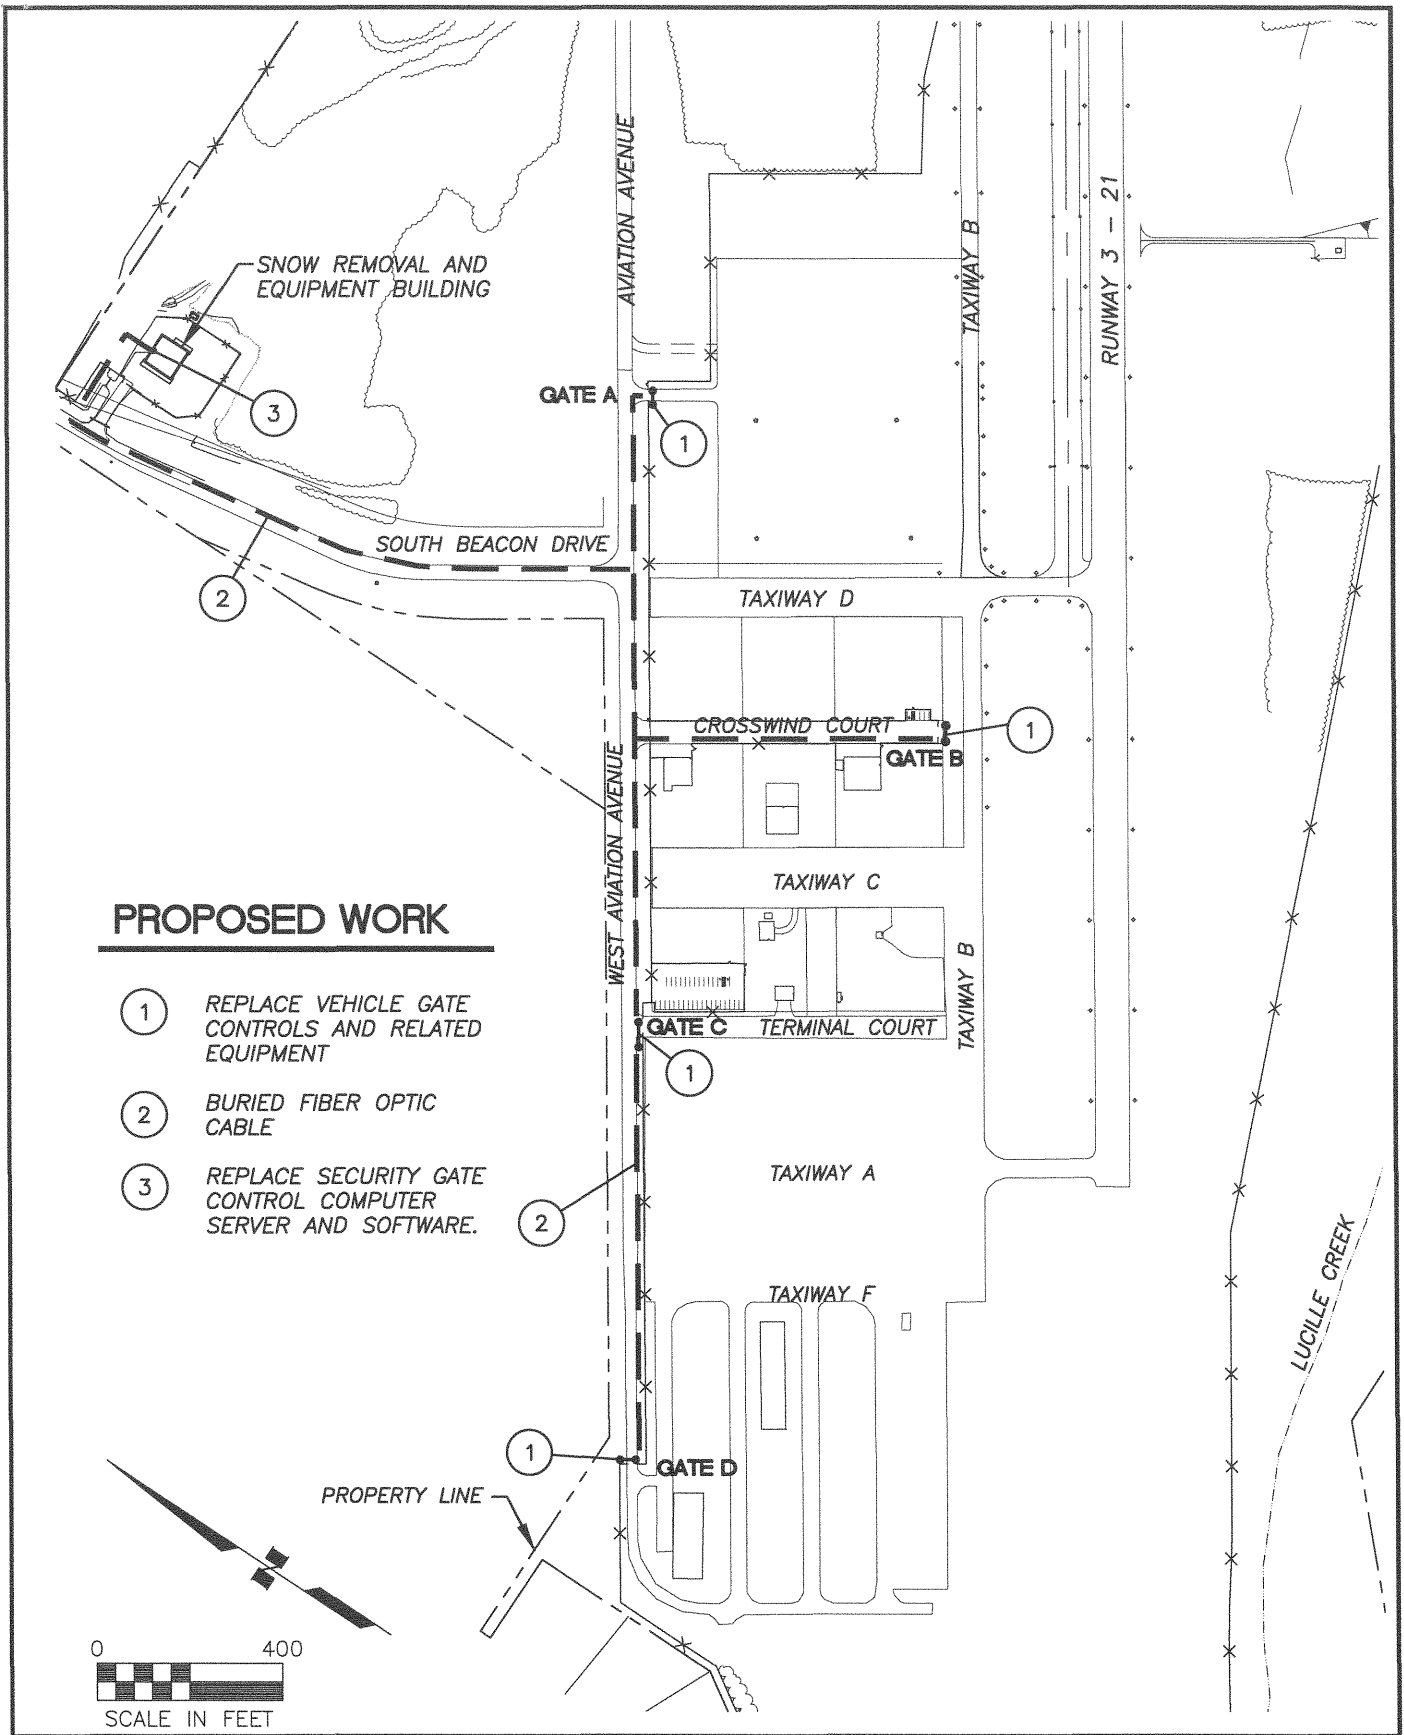 AVIATION AVENUE
TAXIWAY B
RUNWAY 3 - 21
SNOW REMOVAL AND
EQUIPMENT BUILDING
GATE A
3
1
SOUTH BEACON DRIVE
2
TAXIWAY D
CROSSWIND COURT
1
GATE B
WEST AVIATION AVENUE
TAXIWAY C
PROPOSED WORK
1
REPLACE VEHICLE GATE
CONTROLS AND RELATED
EQUIPMENT
2
BURIED FIBER OPTIC
CABLE
3
REPLACE SECURITY GATE
CONTROL COMPUTER
SERVER AND SOFTWARE.
TAXIWAY B
GATE C
TERMINAL COURT
1
TAXIWAY A
2
TAXIWAY F
LUCILLE CREEK
1
GATE D
PROPERTY LINE
N
0 400
SCALE IN FEET